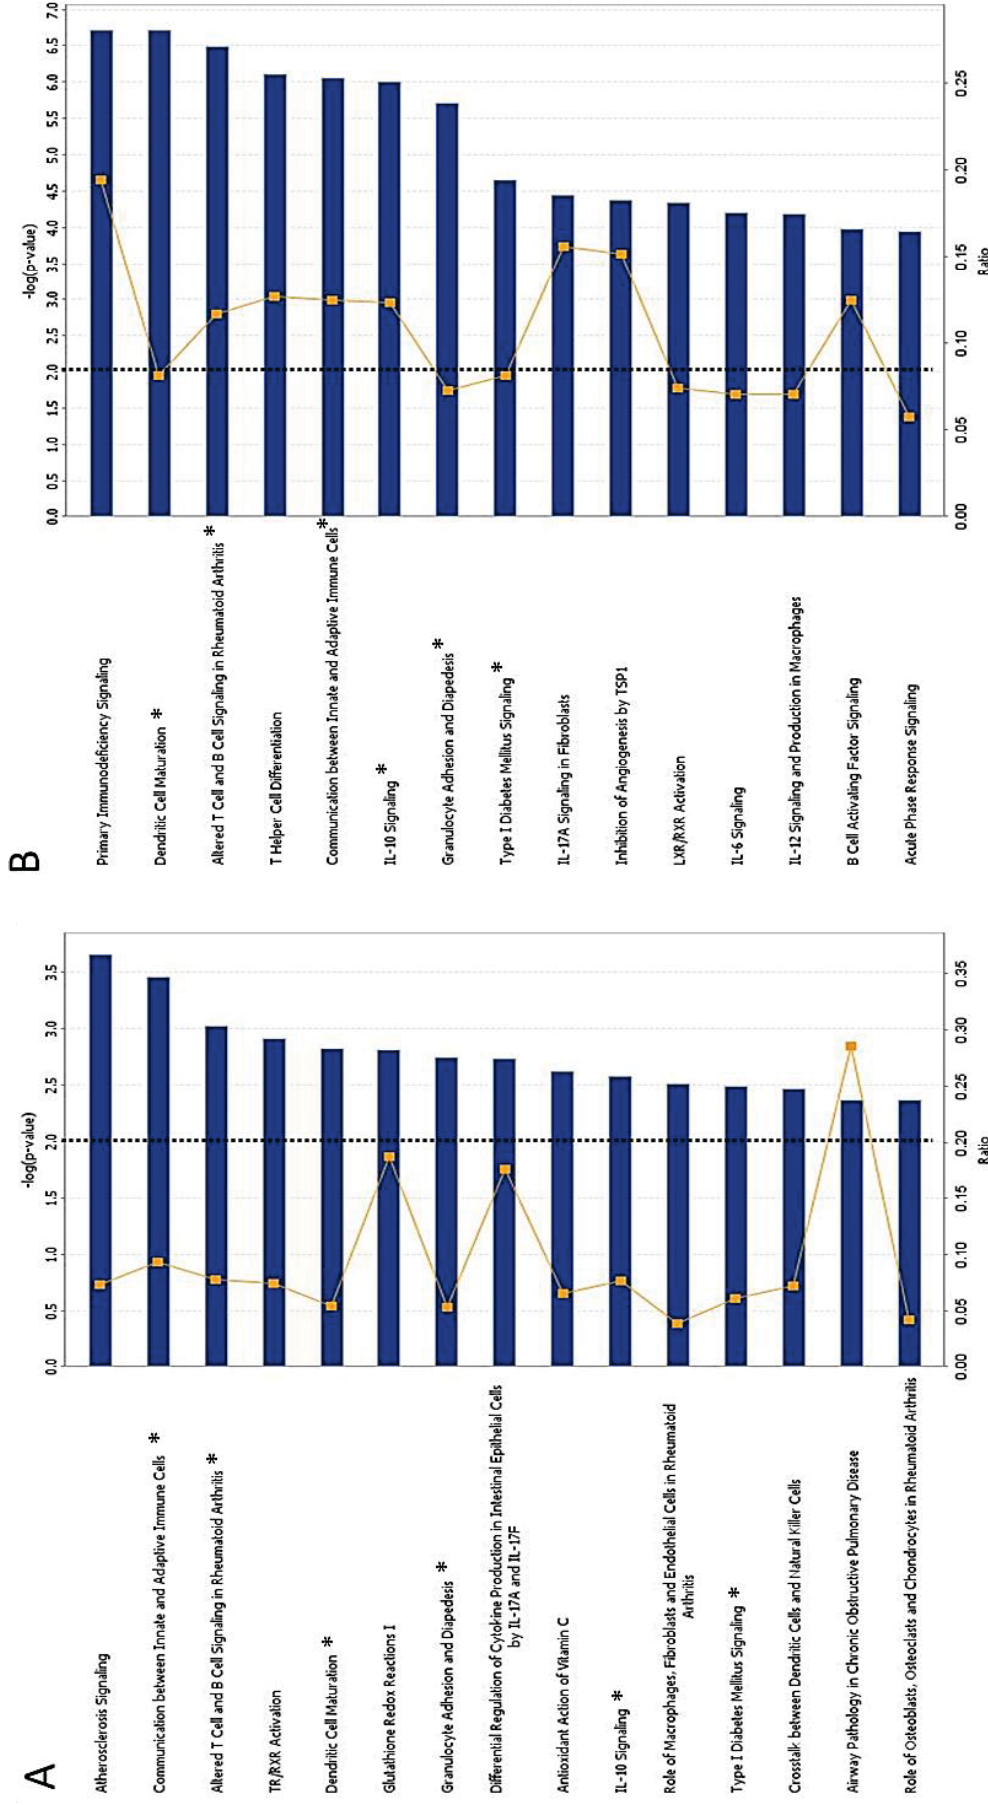 A
Atherosclerosis Signaling
Communication between Innate and Adaptive Immune Cells *
Altered T Cell and B Cell Signaling in Rheumatoid Arthritis *
TR/RXR Activation
Dendritic Cell Maturation *
Glutathione Redox Reactions I
Granulocyte Adhesion and Diapedesis *
Differential Regulation of Cytokine Production in Intestinal Epithelial Cells
by IL-17A and IL-17F
Antioxidant Action of Vitamin C
IL-10 Signaling *
Role of Macrophages, Fibroblasts and Endothelial Cells in Rheumatoid
Arthritis
Type I Diabetes Mellitus Signaling *
Crosstalk between Dendritic Cells and Natural Killer Cells
Airway Pathology in Chronic Obstructive Pulmonary Disease
Role of Osteoblasts, Osteoclasts and Chondrocytes in Rheumatoid Arthritis
-log(p-value)
0.0 0.5 1.0 1.5 2.0 2.5 3.0 3.5
0.00 0.05 0.10 0.15 0.20 0.25 0.30 0.35
Ratio
B
Primary Immunodeficiency Signaling
Dendritic Cell Maturation *
Altered T Cell and B Cell Signaling in Rheumatoid Arthritis *
T Helper Cell Differentiation
Communication between Innate and Adaptive Immune Cells *
IL-10 Signaling *
Granulocyte Adhesion and Diapedesis *
Type I Diabetes Mellitus Signaling *
IL-17A Signaling in Fibroblasts
Inhibition of Angiogenesis by TSP1
LXR/RXR Activation
IL-6 Signaling
IL-12 Signaling and Production in Macrophages
B Cell Activating Factor Signaling
Acute Phase Response Signaling
-log(p-value)
0.0 0.5 1.0 1.5 2.0 2.5 3.0 3.5 4.0 4.5 5.0 5.5 6.0 6.5 7.0
0.00 0.05 0.10 0.15 0.20 0.25
Ratio